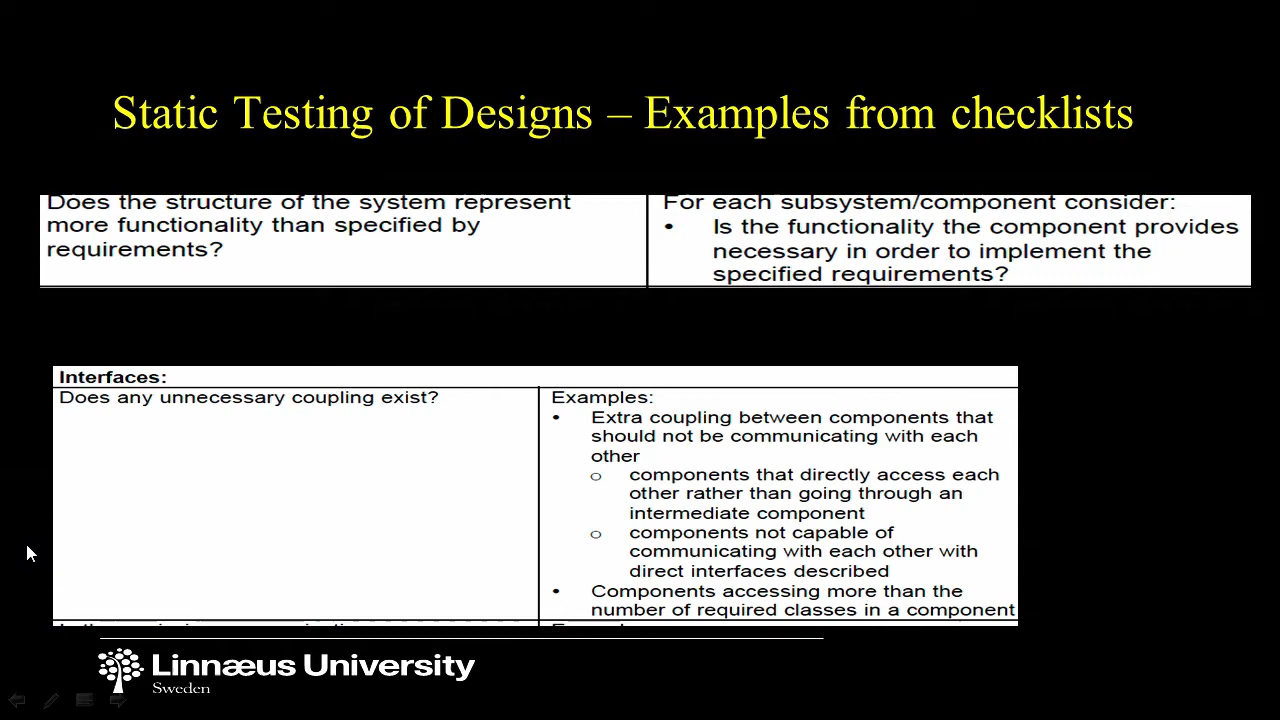 Static Testing of Designs – Examples from checklists
Does the structure of the system represent
more functionality than specified by
requirements?
For each subsystem/component consider:
• Is the functionality the component provides
necessary in order to implement the
specified requirements?
Interfaces:
Does any unnecessary coupling exist?
Examples:
• Extra coupling between components that
should not be communicating with each
other
o components that directly access each
other rather than going through an
intermediate component
o components not capable of
communicating with each other with
direct interfaces described
• Components accessing more than the
number of required classes in a component
Linnæus University
Sweden